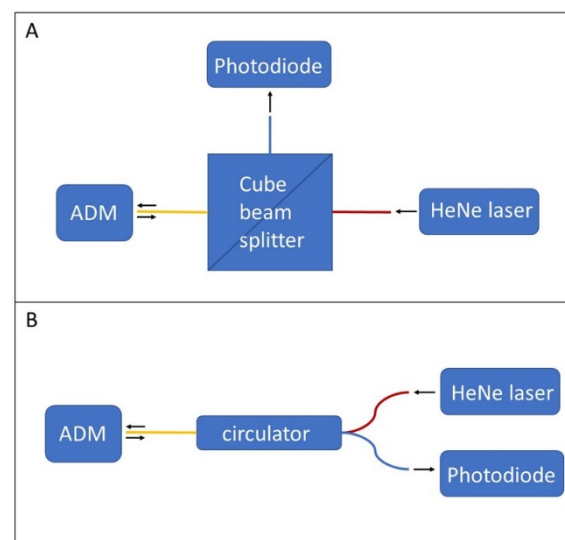 A
Photodiode
ADM
Cube
beam
splitter
HeNe laser
B
HeNe laser
ADM
circulator
Photodiode